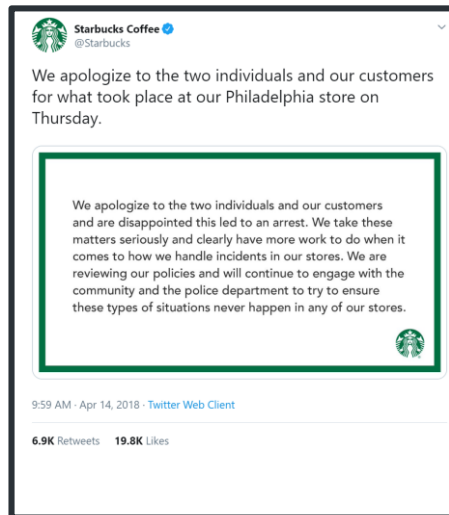 Starbucks Coffee
@Starbucks
We apologize to the two individuals and our customers
for what took place at our Philadelphia store on
Thursday.
We apologize to the two individuals and our customers
and are disappointed this led to an arrest. We take these
matters seriously and clearly have more work to do when it
comes to how we handle incidents in our stores. We are
reviewing our policies and will continue to engage with the
community and the police department to try to ensure
these types of situations never happen in any of our stores.
9:59 AM · Apr 14, 2018 · Twitter Web Client
6.9K Retweets 19.8K Likes